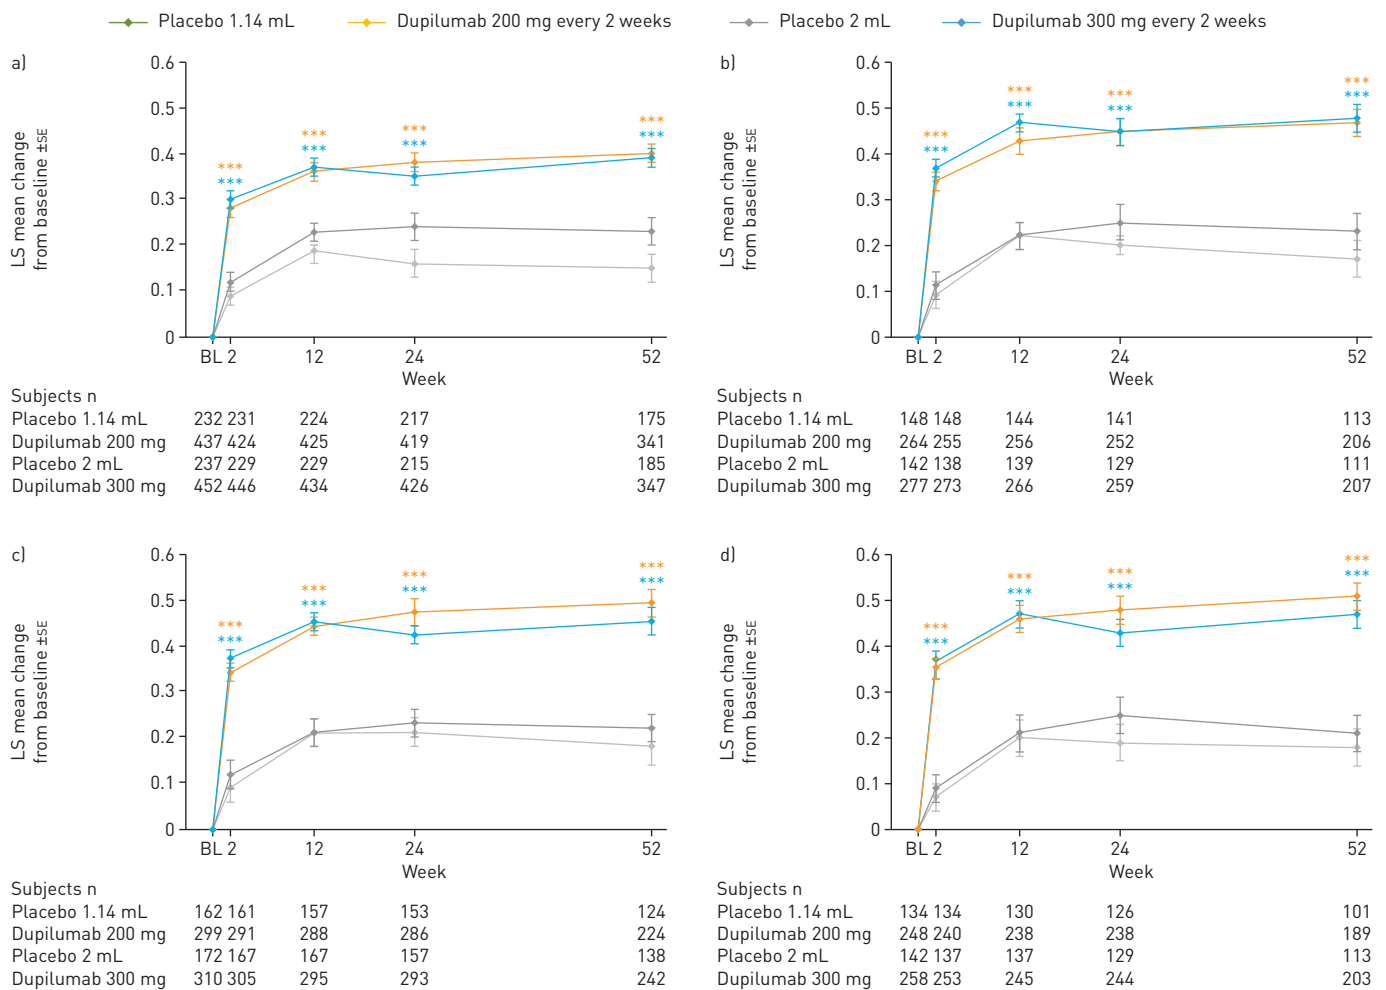 Placebo 1.14 mL Dupilumab 200 mg every 2 weeks Placebo 2 mL Dupilumab 300 mg every 2 weeks
a)
LS mean change
from baseline ±SE
0.6
0.5
0.4
0.3
0.2
0.1
0
***
***
***
***
***
***
***
***
BL 2 12 24 52
Week
Subjects n
Placebo 1.14 mL 232 231 224 217 175
Dupilumab 200 mg 437 424 425 419 341
Placebo 2 mL 237 229 229 215 185
Dupilumab 300 mg 452 446 434 426 347
b)
LS mean change
from baseline ±SE
0.6
0.5
0.4
0.3
0.2
0.1
0
***
***
***
***
***
***
***
***
BL 2 12 24 52
Week
Subjects n
Placebo 1.14 mL 148 148 144 141 113
Dupilumab 200 mg 264 255 256 252 206
Placebo 2 mL 142 138 139 129 111
Dupilumab 300 mg 277 273 266 259 207
c)
LS mean change
from baseline ±SE
0.6
0.5
0.4
0.3
0.2
0.1
0
***
***
***
***
***
***
***
***
BL 2 12 24 52
Week
Subjects n
Placebo 1.14 mL 162 161 157 153 124
Dupilumab 200 mg 299 291 288 286 224
Placebo 2 mL 172 167 167 157 138
Dupilumab 300 mg 310 305 295 293 242
d)
LS mean change
from baseline ±SE
0.6
0.5
0.4
0.3
0.2
0.1
0
***
***
***
***
***
***
***
***
BL 2 12 24 52
Week
Subjects n
Placebo 1.14 mL 134 134 130 126 101
Dupilumab 200 mg 248 240 238 238 189
Placebo 2 mL 142 137 137 129 113
Dupilumab 300 mg 258 253 245 244 203